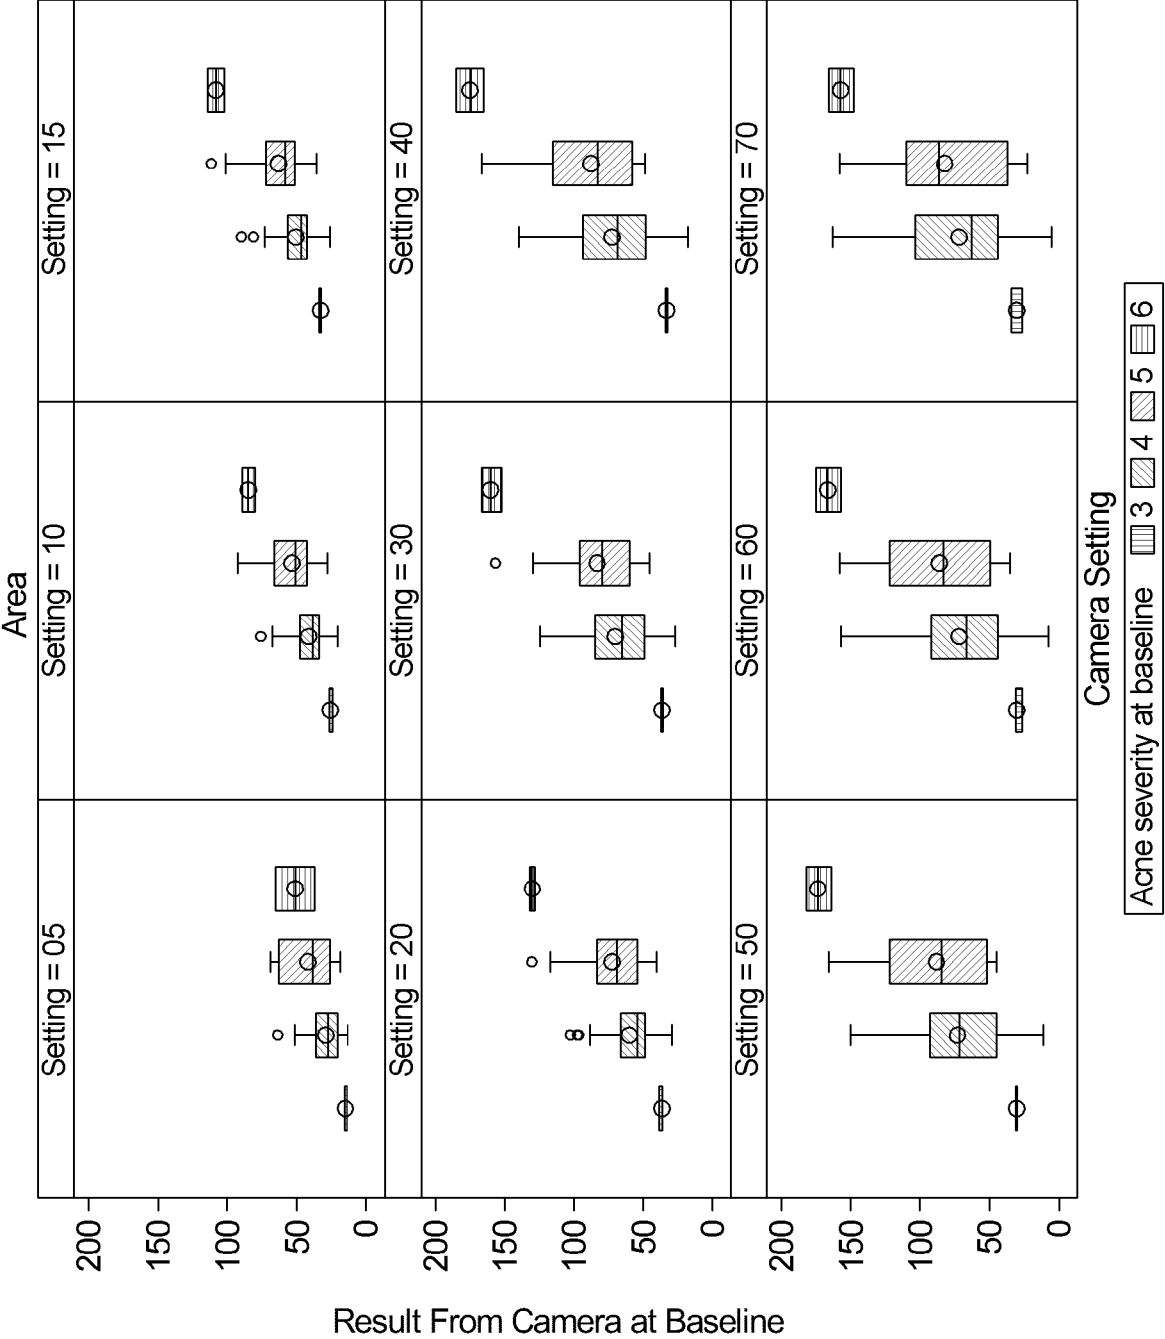 Area
Result From Camera at Baseline
Setting = 05
Setting = 10
Setting = 15
200
150
100
50
0
Setting = 20
Setting = 30
Setting = 40
200
150
100
50
0
Setting = 50
Setting = 60
Setting = 70
200
150
100
50
0
Camera Setting
Acne severity at baseline 3 4 5 6